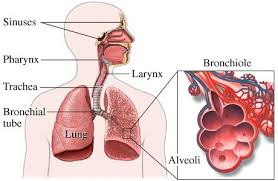 Sinuses
Pharynx
Larynx
Trachea
Bronchial
tube
Lung
Bronchiole
Alveoli